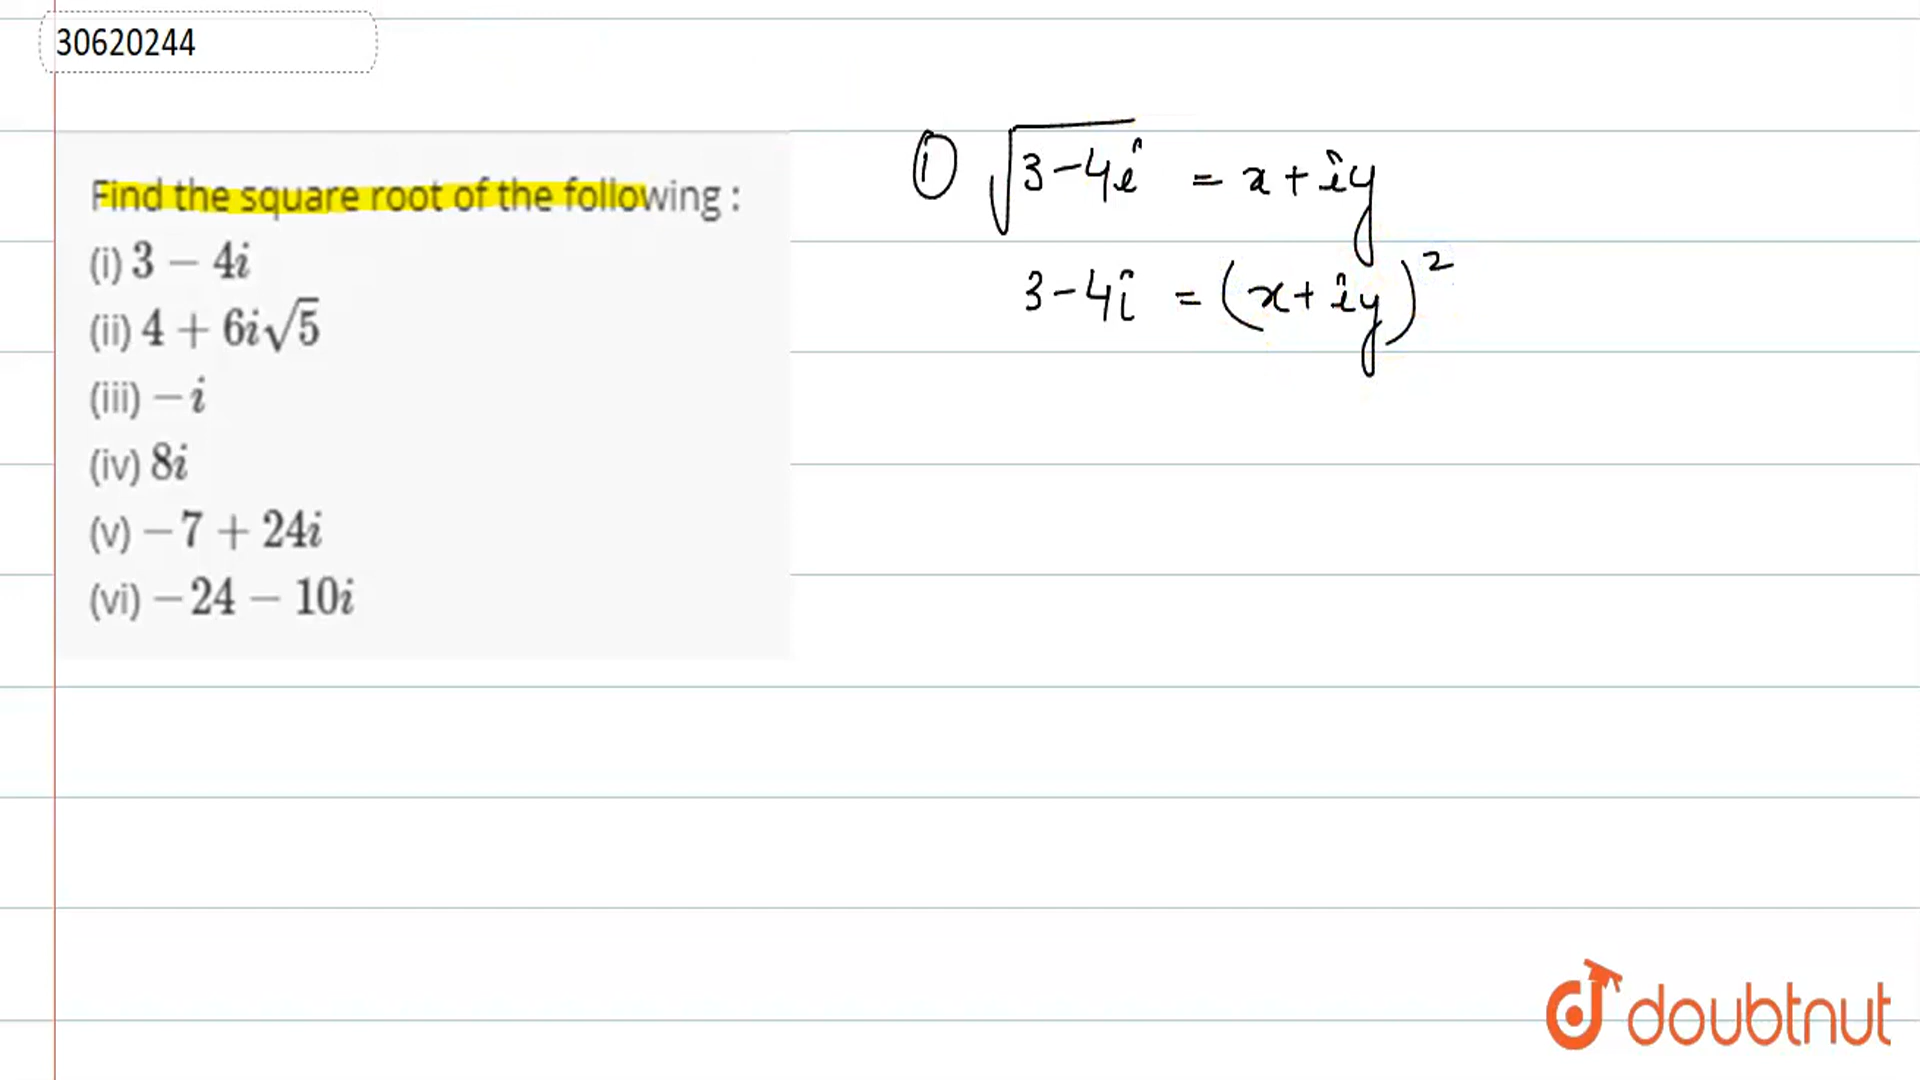 30620244
Find the square root of the following :
(i) 3 − 4i
(ii) 4 + 6i√5
(iii) −i
(iv) 8i
(v) −7 + 24i
(vi) −24 − 10i
① √3-4i = x+iy
3-4i = (x+iy)²
doubtnut